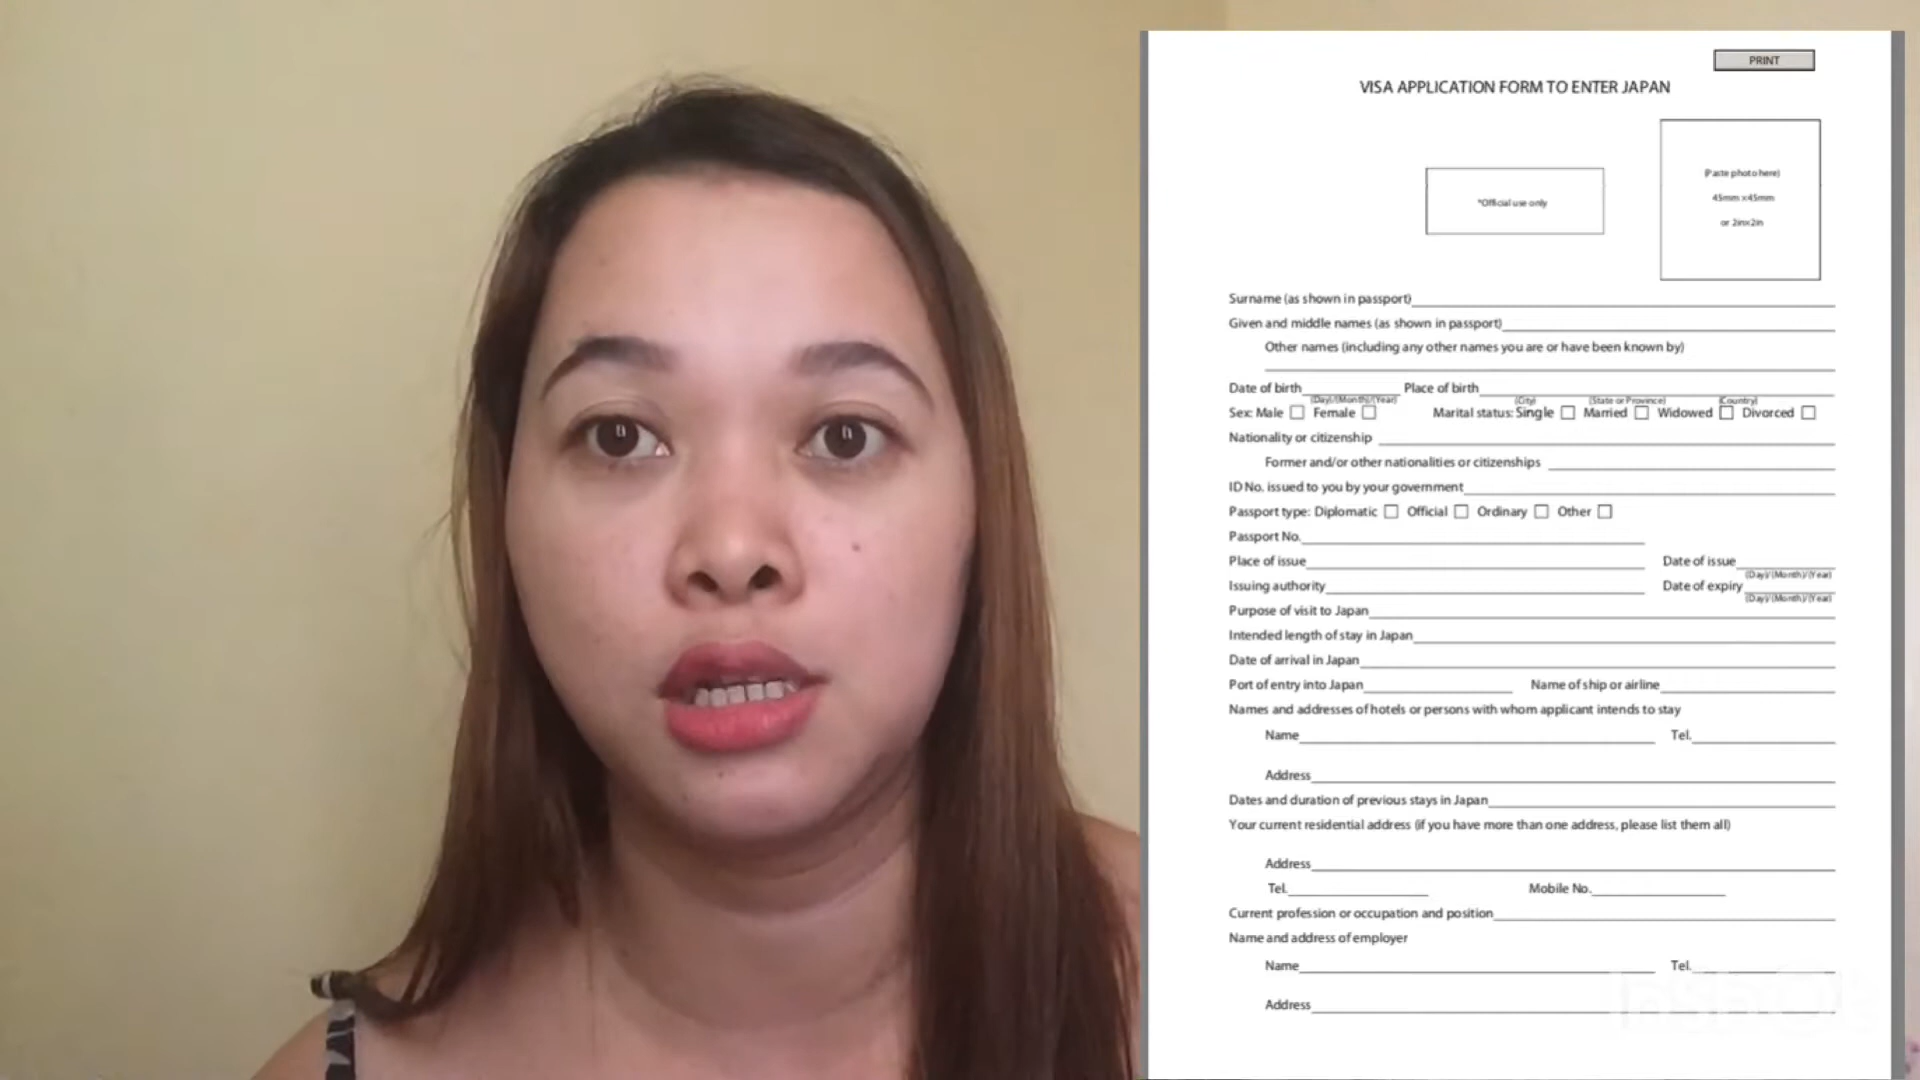 PRINT
VISA APPLICATION FORM TO ENTER JAPAN
*Official use only
(Paste photo here)
45mm×45mm
or 2in×2in
Surname (as shown in passport)
Given and middle names (as shown in passport)
Other names (including any other names you are or have been known by)
Date of birth Place of birth
(Day)/(Month)/(Year) (City) (State or Province) (Country)
Sex: Male Female Marital status: Single Married Widowed Divorced
Nationality or citizenship
Former and/or other nationalities or citizenships
ID No. issued to you by your government
Passport type: Diplomatic Official Ordinary Other
Passport No.
Place of issue Date of issue
(Day)/(Month)/(Year)
Issuing authority Date of expiry
(Day)/(Month)/(Year)
Purpose of visit to Japan
Intended length of stay in Japan
Date of arrival in Japan
Port of entry into Japan Name of ship or airline
Names and addresses of hotels or persons with whom applicant intends to stay
Name Tel.
Address
Dates and duration of previous stays in Japan
Your current residential address (if you have more than one address, please list them all)
Address
Tel. Mobile No.
Current profession or occupation and position
Name and address of employer
Name Tel.
Address